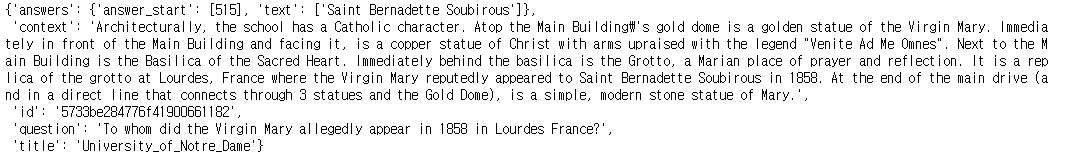 {'answers': {'answer_start': [515], 'text': ['Saint Bernadette Soubirous']},
 'context': 'Architecturally, the school has a Catholic character. Atop the Main Building₩'s gold dome is a golden statue of the Virgin Mary. Immedia
tely in front of the Main Building and facing it, is a copper statue of Christ with arms upraised with the legend "Venite Ad Me Omnes". Next to the M
ain Building is the Basilica of the Sacred Heart. Immediately behind the basilica is the Grotto, a Marian place of prayer and reflection. It is a rep
lica of the grotto at Lourdes, France where the Virgin Mary reputedly appeared to Saint Bernadette Soubirous in 1858. At the end of the main drive (a
nd in a direct line that connects through 3 statues and the Gold Dome), is a simple, modern stone statue of Mary.',
 'id': '5733be284776f41900661182',
 'question': 'To whom did the Virgin Mary allegedly appear in 1858 in Lourdes France?',
 'title': 'University_of_Notre_Dame'}